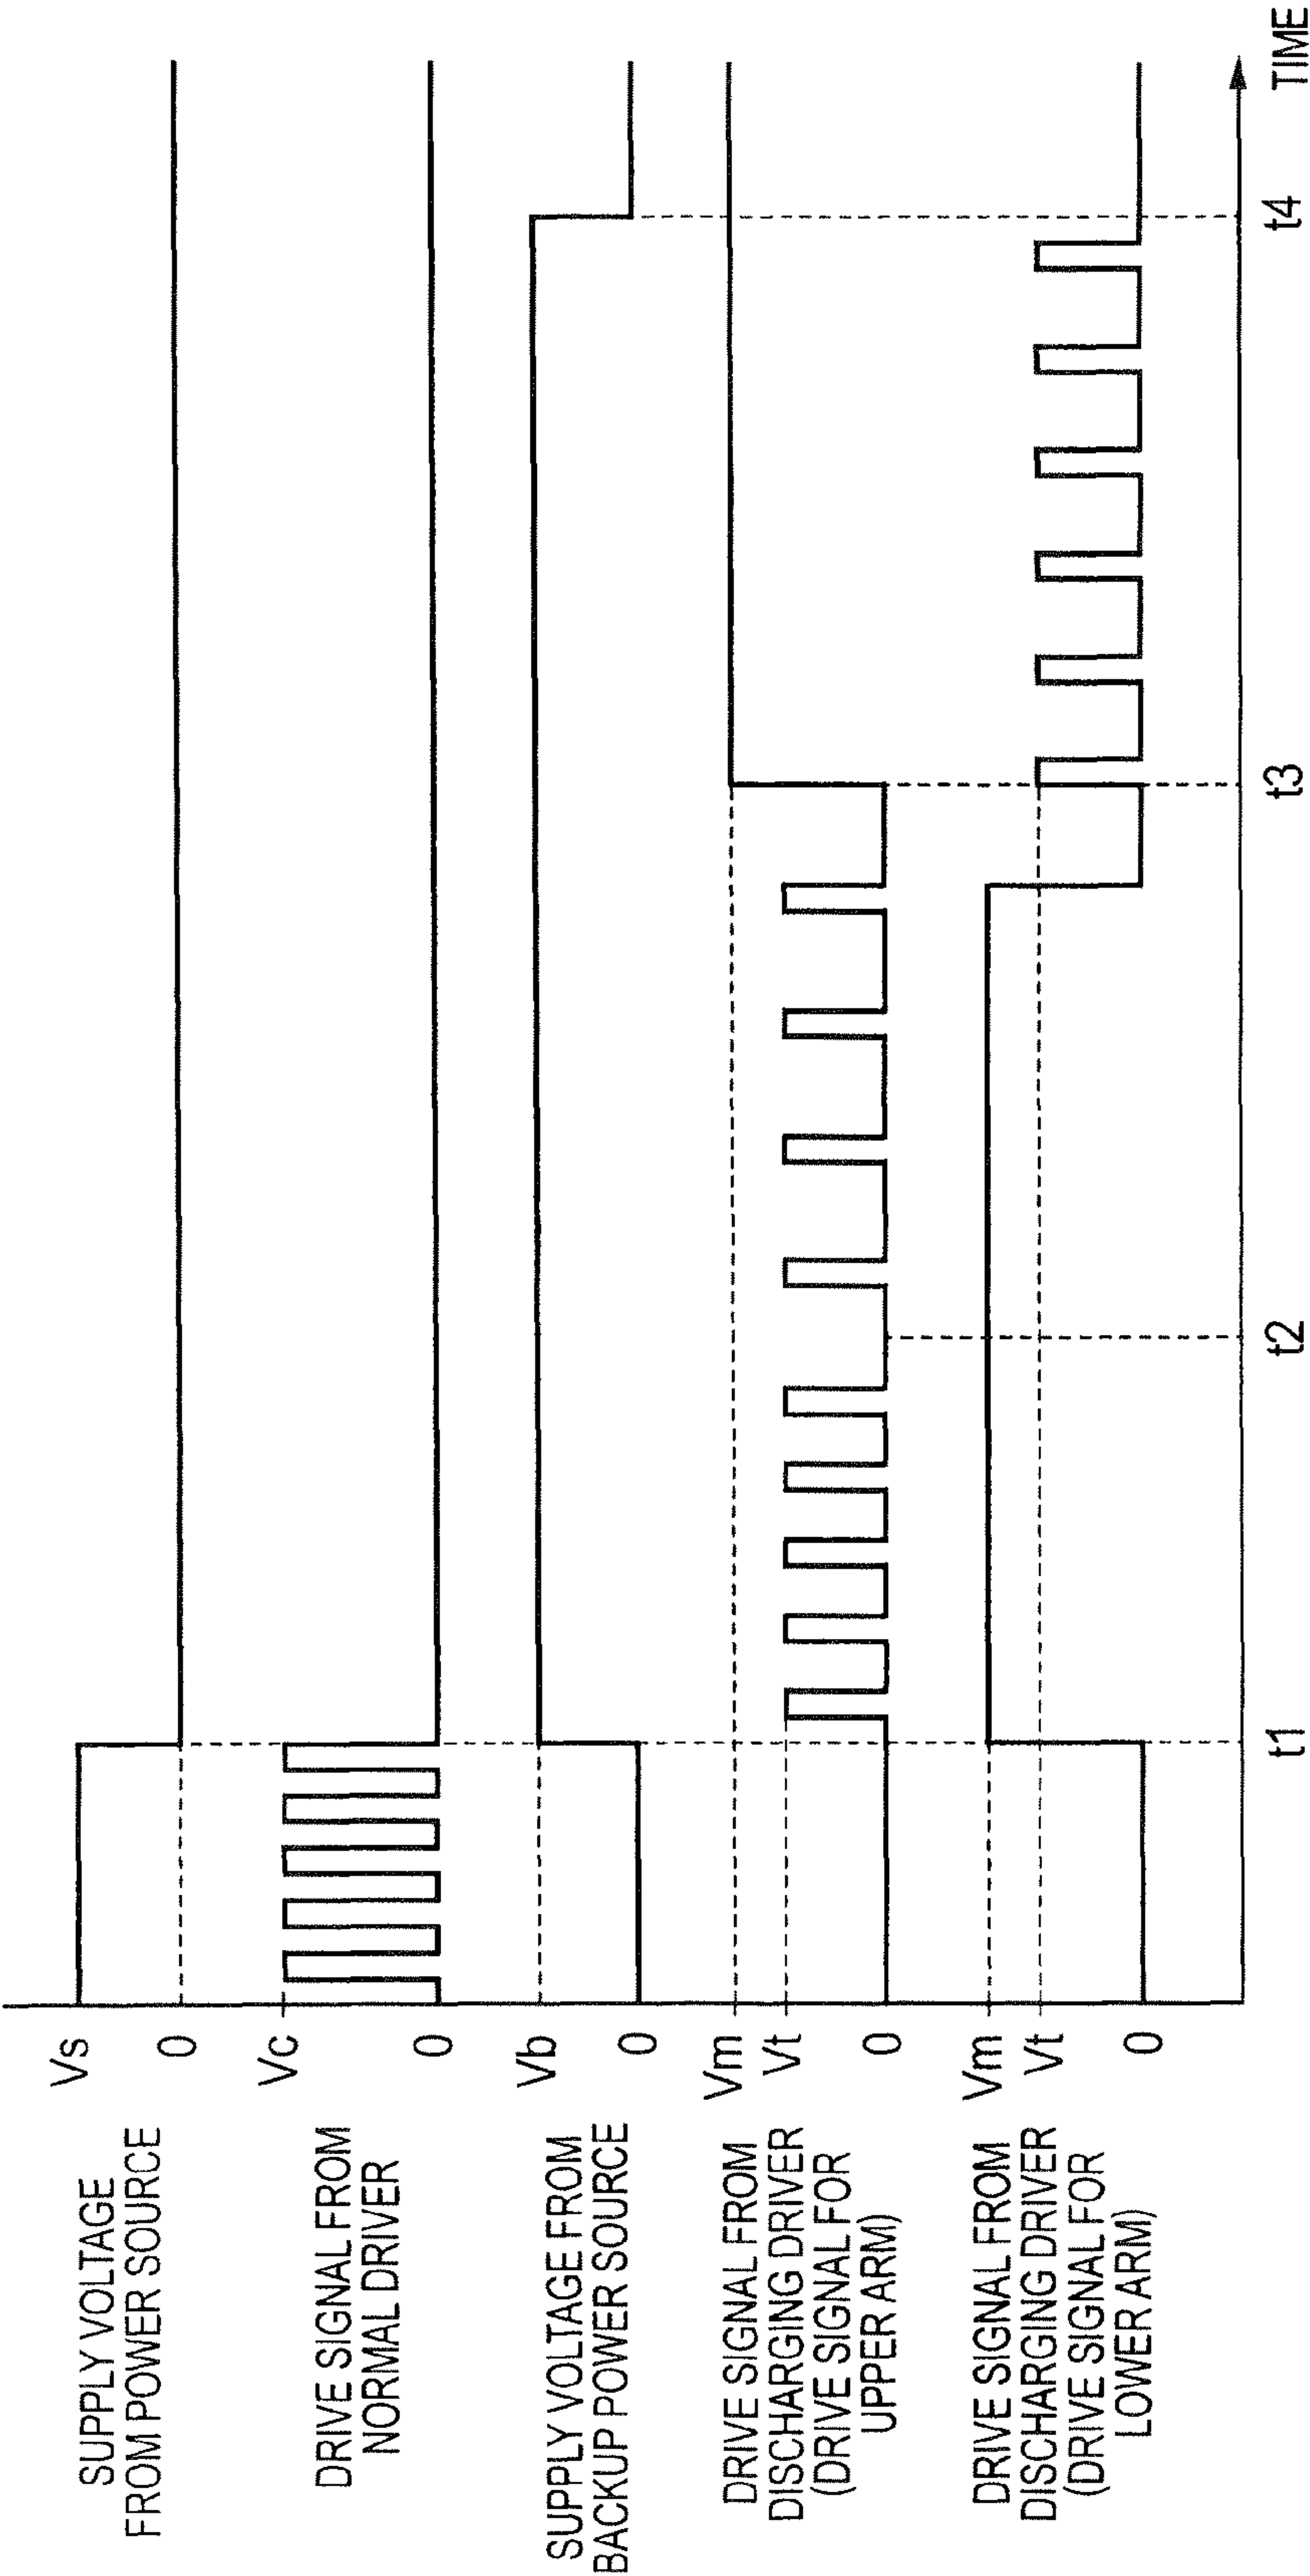 SUPPLY VOLTAGE
FROM POWER SOURCE
Vs
0
DRIVE SIGNAL FROM
NORMAL DRIVER
Vc
0
SUPPLY VOLTAGE FROM
BACKUP POWER SOURCE
Vb
0
DRIVE SIGNAL FROM
DISCHARGING DRIVER
(DRIVE SIGNAL FOR
UPPER ARM)
Vm
Vt
0
DRIVE SIGNAL FROM
DISCHARGING DRIVER
(DRIVE SIGNAL FOR
LOWER ARM)
Vm
Vt
0
t1
t2
t3
t4
TIME